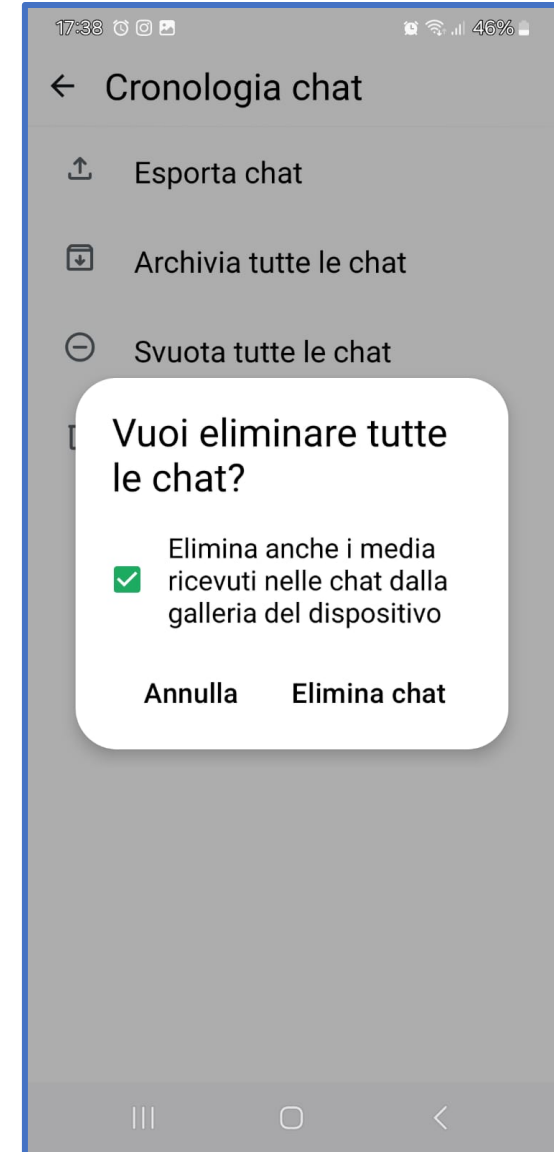 17:38 46%
Cronologia chat
Esporta chat
Archivia tutte le chat
Svuota tutte le chat
Vuoi eliminare tutte
le chat?
Elimina anche i media
ricevuti nelle chat dalla
galleria del dispositivo
Annulla Elimina chat